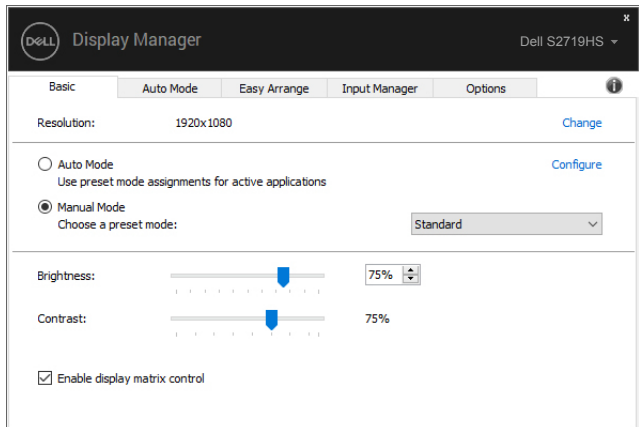 x
DELL Display Manager Dell S2719HS
Basic Auto Mode Easy Arrange Input Manager Options i
Resolution: 1920x1080 Change
Auto Mode Configure
Use preset mode assignments for active applications
Manual Mode
Choose a preset mode: Standard
Brightness: 75%
Contrast: 75%
Enable display matrix control